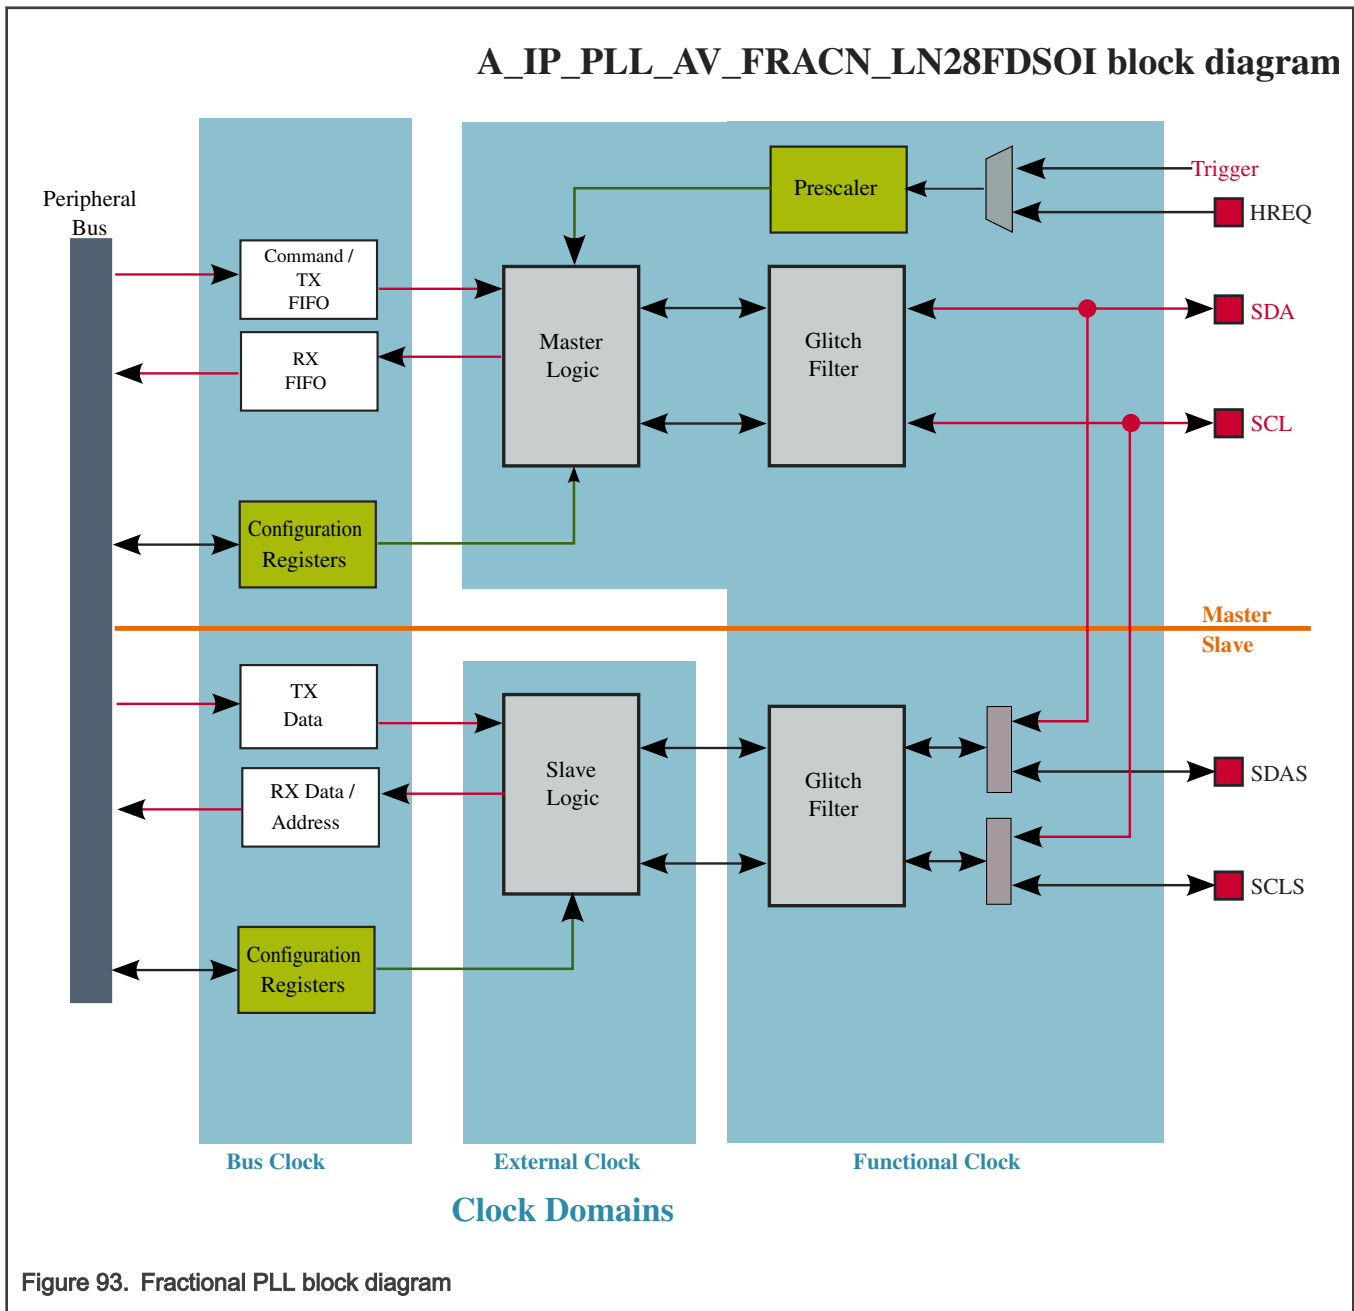 A_IP_PLL_AV_FRACN_LN28FDSOI block diagram
Peripheral
Bus
Prescaler
Trigger
HREQ
Command /
TX
FIFO
RX
FIFO
Master
Logic
Glitch
Filter
SDA
SCL
Configuration
Registers
Master
Slave
TX
Data
RX Data /
Address
Slave
Logic
Glitch
Filter
SDAS
SCLS
Configuration
Registers
Bus Clock
External Clock
Functional Clock
Clock Domains
Figure 93. Fractional PLL block diagram